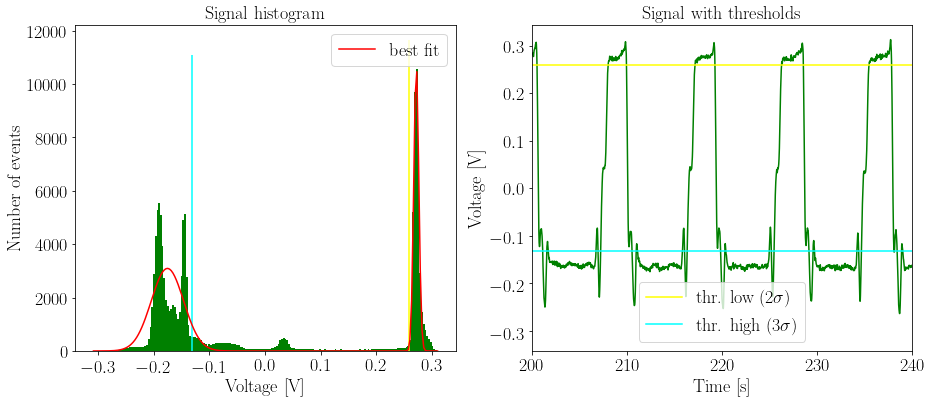 Signal histogram
12000
10000
8000
6000
4000
2000
0
Number of events
best fit
−0.3 −0.2 −0.1 0.0 0.1 0.2 0.3
Voltage [V]
Signal with thresholds
0.3
0.2
0.1
0.0
−0.1
−0.2
−0.3
Voltage [V]
thr. low (2σ)
thr. high (3σ)
200 210 220 230 240
Time [s]